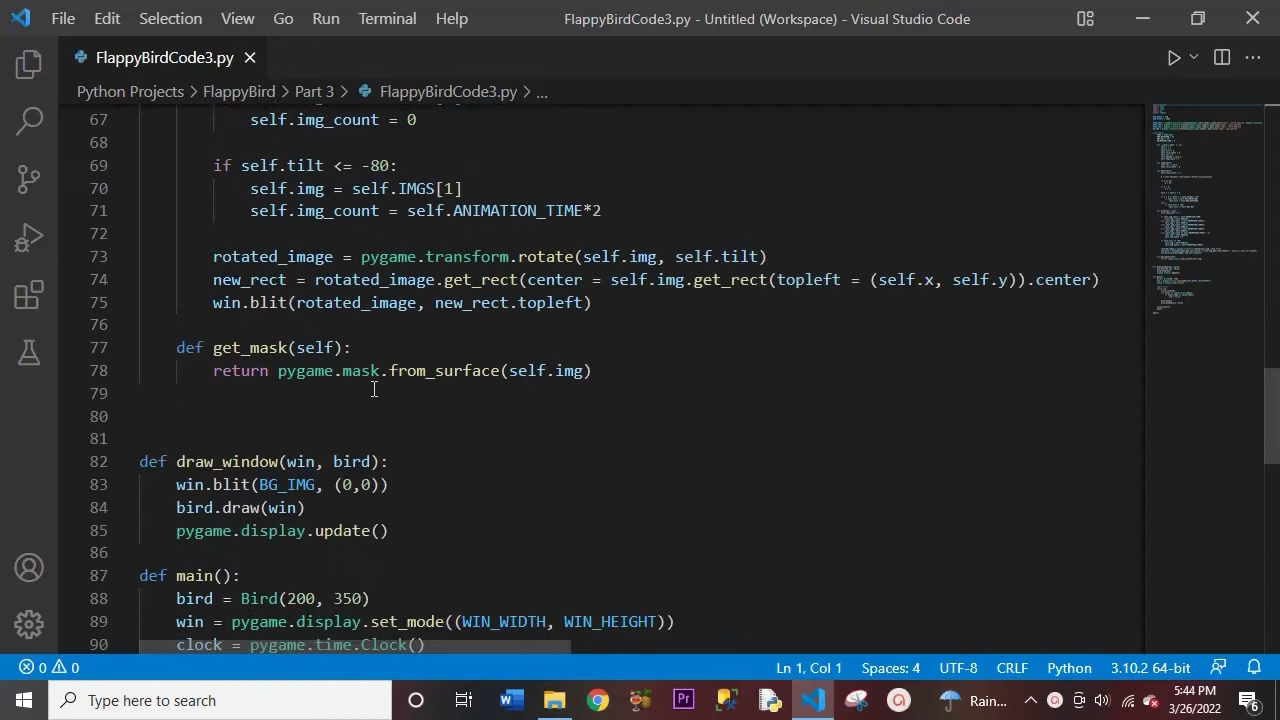 File Edit Selection View Go Run Terminal Help FlappyBirdCode3.py - Untitled (Workspace) - Visual Studio Code
FlappyBirdCode3.py
Python Projects > FlappyBird > Part 3 > FlappyBirdCode3.py > ...
67 self.img_count = 0
68
69 if self.tilt <= -80:
70 self.img = self.IMGS[1]
71 self.img_count = self.ANIMATION_TIME*2
72
73 rotated_image = pygame.transform.rotate(self.img, self.tilt)
74 new_rect = rotated_image.get_rect(center = self.img.get_rect(topleft = (self.x, self.y)).center)
75 win.blit(rotated_image, new_rect.topleft)
76
77 def get_mask(self):
78 return pygame.mask.from_surface(self.img)
79
80
81
82 def draw_window(win, bird):
83 win.blit(BG_IMG, (0,0))
84 bird.draw(win)
85 pygame.display.update()
86
87 def main():
88 bird = Bird(200, 350)
89 win = pygame.display.set_mode((WIN_WIDTH, WIN_HEIGHT))
90 clock = pygame.time.Clock()
0 0 Ln 1, Col 1 Spaces: 4 UTF-8 CRLF Python 3.10.2 64-bit
Type here to search W Pr Rain... 5:44 PM
3/26/2022 6